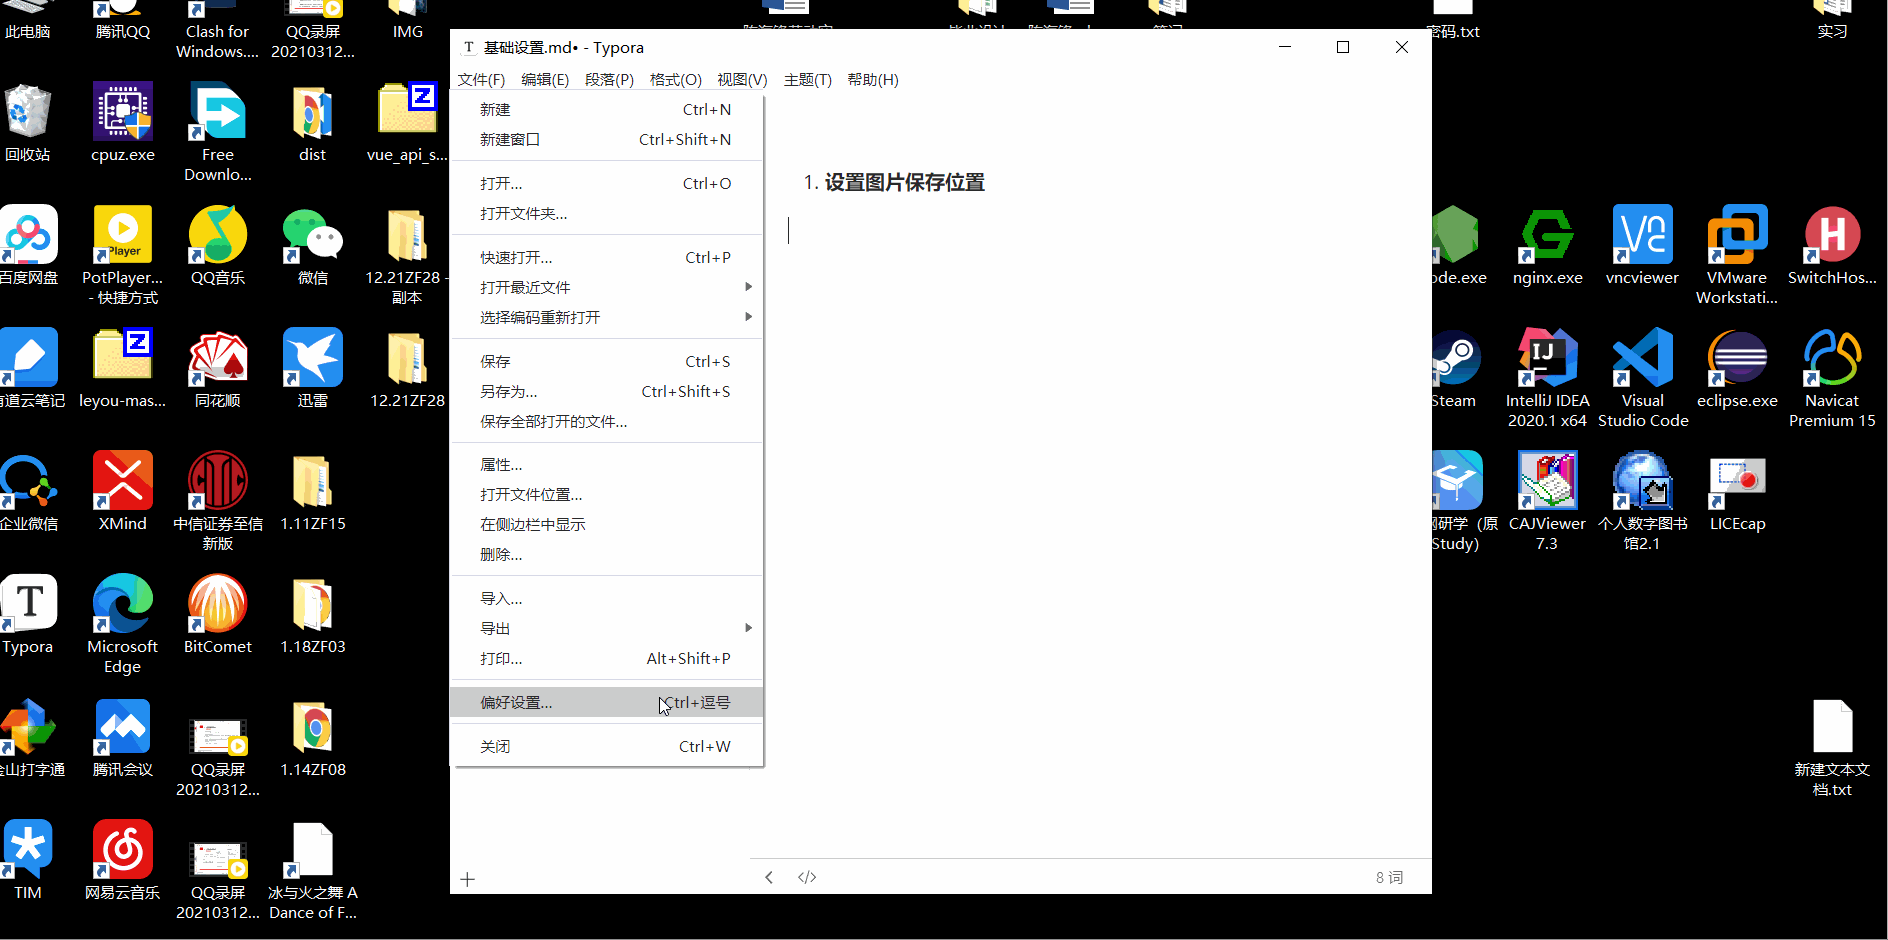 此电脑
腾讯QQ
Clash for
Windows....
QQ录屏
20210312...
IMG
密码.txt
实习
基础设置.md• - Typora
文件(F) 编辑(E) 段落(P) 格式(O) 视图(V) 主题(T) 帮助(H)
新建 Ctrl+N
新建窗口 Ctrl+Shift+N
打开... Ctrl+O
打开文件夹...
快速打开... Ctrl+P
打开最近文件
选择编码重新打开
保存 Ctrl+S
另存为... Ctrl+Shift+S
保存全部打开的文件...
属性...
打开文件位置...
在侧边栏中显示
删除...
导入...
导出
打印... Alt+Shift+P
偏好设置... Ctrl+逗号
关闭 Ctrl+W
1. 设置图片保存位置
8 词
回收站
cpuz.exe
Free
Downlo...
dist
vue_api_s...
百度网盘
PotPlayer...
- 快捷方式
QQ音乐
微信
12.21ZF28 -
副本
ode.exe
nginx.exe
vncviewer
VMware
Workstati...
SwitchHos...
有道云笔记
leyou-mas...
同花顺
迅雷
12.21ZF28
Steam
IntelliJ IDEA
2020.1 x64
Visual
Studio Code
eclipse.exe
Navicat
Premium 15
企业微信
XMind
中信证券至信
新版
1.11ZF15
研学（原
Study)
CAJViewer
7.3
个人数字图书
馆2.1
LICEcap
Typora
Microsoft
Edge
BitComet
1.18ZF03
金山打字通
腾讯会议
QQ录屏
20210312...
1.14ZF08
新建文本文
档.txt
TIM
网易云音乐
QQ录屏
20210312...
冰与火之舞 A
Dance of F...